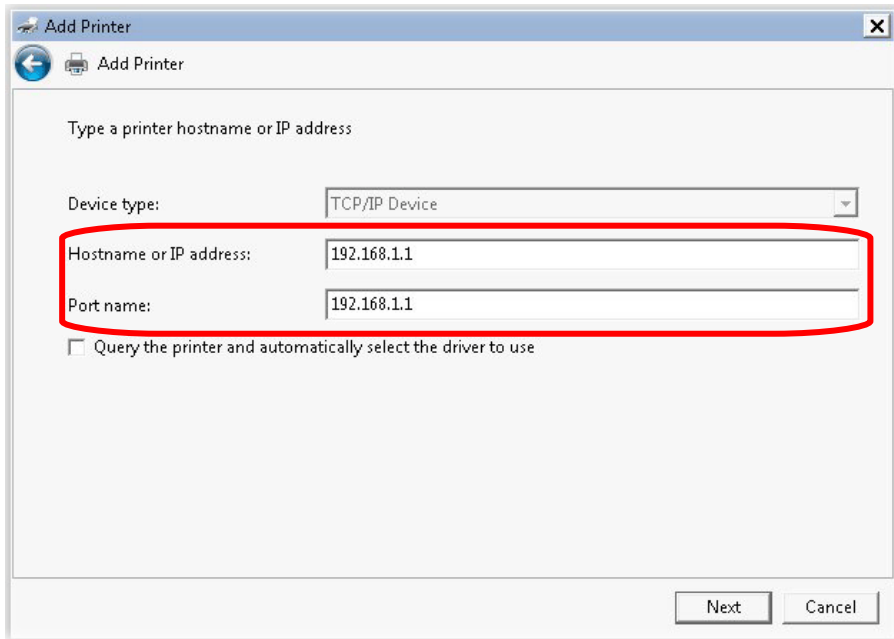 Add Printer
Add Printer
Type a printer hostname or IP address
Device type: TCP/IP Device
Hostname or IP address: 192.168.1.1
Port name: 192.168.1.1
Query the printer and automatically select the driver to use
Next Cancel